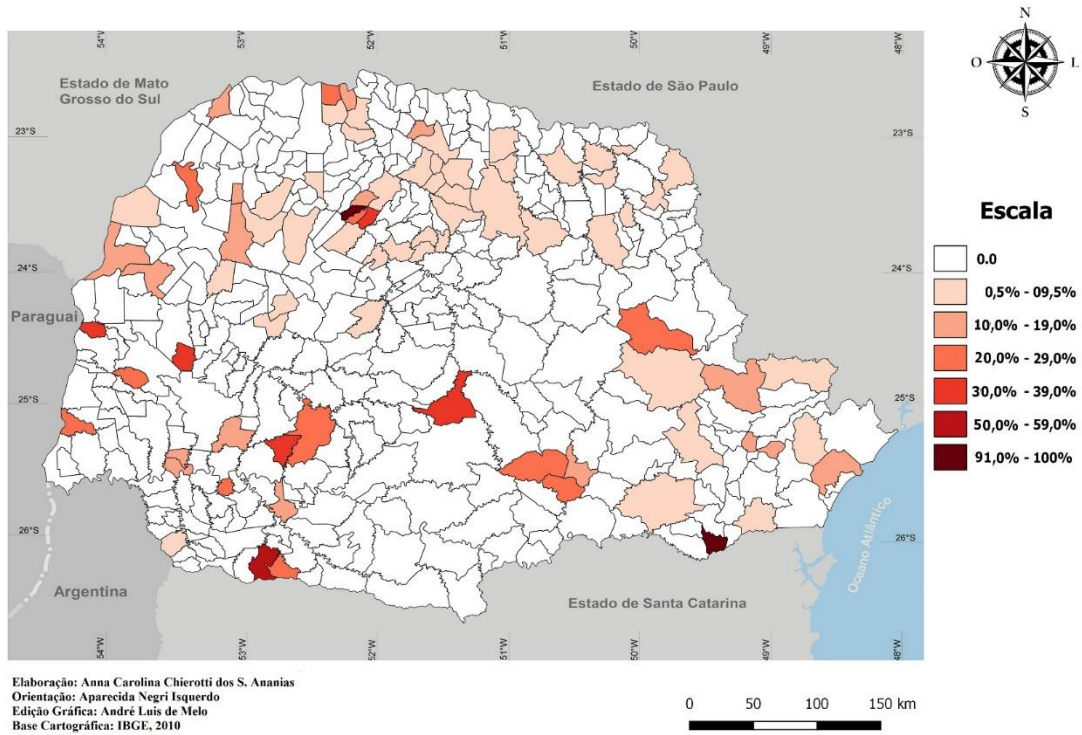 54°W 53°W 52°W 51°W 50°W 49°W 48°W
N
O L
S
Estado de Mato
Grosso do Sul
Estado de São Paulo
23°S 23°S
24°S 24°S
Paraguai
25°S 25°S
26°S 26°S
Argentina
Estado de Santa Catarina
Oceano Atlântico
54°W 53°W 52°W 51°W 50°W 49°W 48°W
Escala
0.0
0,5% - 09,5%
10,0% - 19,0%
20,0% - 29,0%
30,0% - 39,0%
50,0% - 59,0%
91,0% - 100%
Elaboração: Anna Carolina Chierotti dos S. Ananias
Orientação: Aparecida Negri Isquerdo
Edição Gráfica: André Luis de Melo
Base Cartográfica: IBGE, 2010
0 50 100 150 km